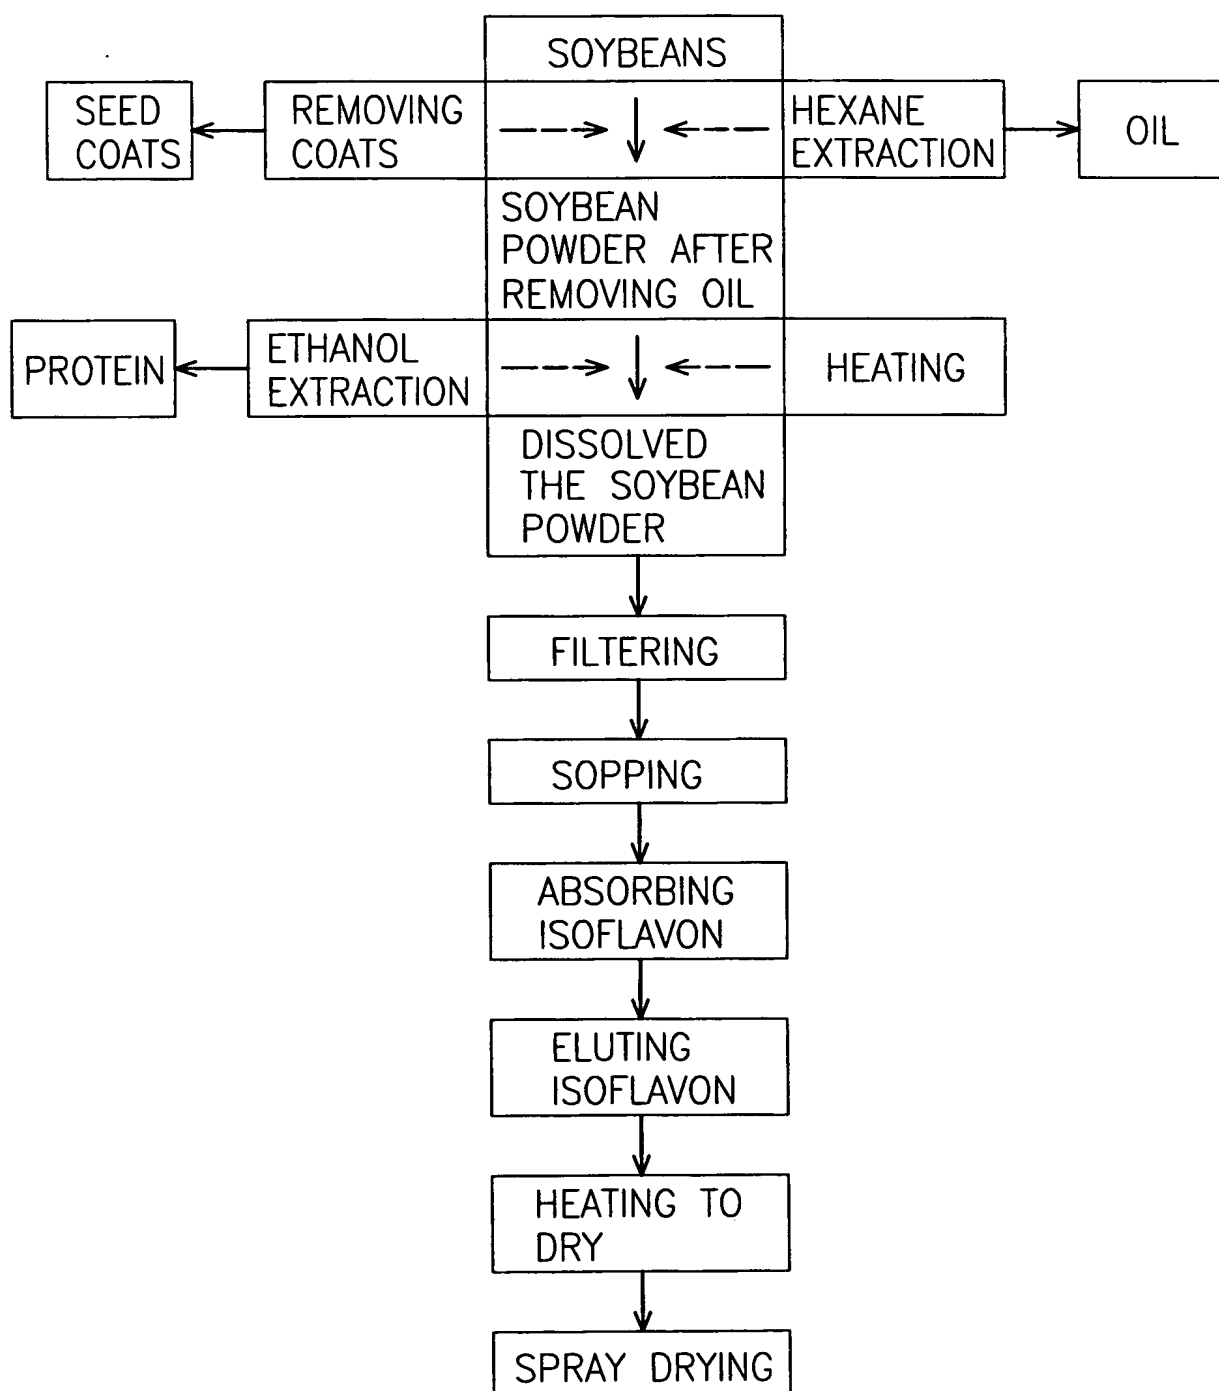 SOYBEANS
SEED
COATS
REMOVING
COATS
HEXANE
EXTRACTION
OIL
SOYBEAN
POWDER AFTER
REMOVING OIL
PROTEIN
ETHANOL
EXTRACTION
HEATING
DISSOLVED
THE SOYBEAN
POWDER
FILTERING
SOPPING
ABSORBING
ISOFLAVON
ELUTING
ISOFLAVON
HEATING TO
DRY
SPRAY DRYING